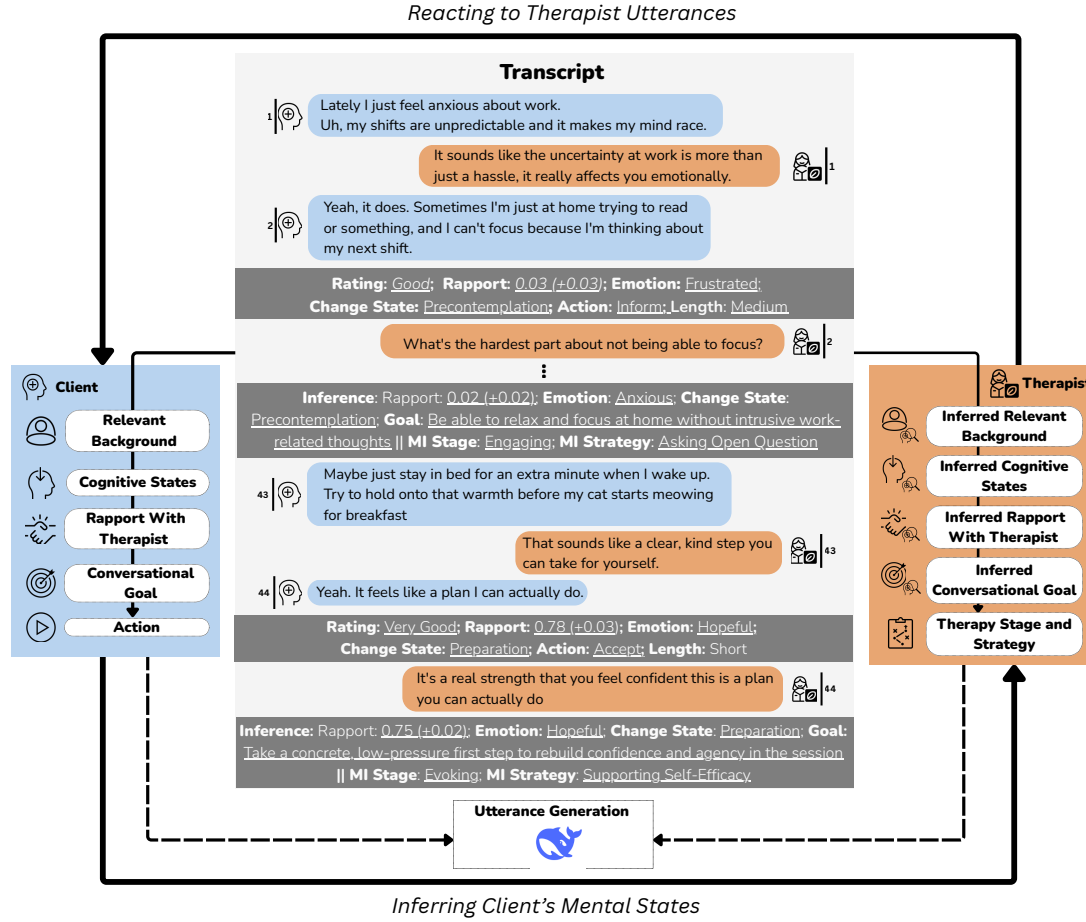 Reacting to Therapist Utterances
Transcript
1
Lately I just feel anxious about work.
Uh, my shifts are unpredictable and it makes my mind race.
It sounds like the uncertainty at work is more than
just a hassle, it really affects you emotionally.
1
2
Yeah, it does. Sometimes I'm just at home trying to read
or something, and I can't focus because I'm thinking about
my next shift.
Rating: Good; Rapport: 0.03 (+0.03); Emotion: Frustrated;
Change State: Precontemplation; Action: Inform; Length: Medium
What's the hardest part about not being able to focus?
2
Inference: Rapport: 0.02 (+0.02); Emotion: Anxious; Change State:
Precontemplation; Goal: Be able to relax and focus at home without intrusive work-
related thoughts || MI Stage: Engaging; MI Strategy: Asking Open Question
43
Maybe just stay in bed for an extra minute when I wake up.
Try to hold onto that warmth before my cat starts meowing
for breakfast
That sounds like a clear, kind step you
can take for yourself.
43
44
Yeah. It feels like a plan I can actually do.
Rating: Very Good; Rapport: 0.78 (+0.03); Emotion: Hopeful;
Change State: Preparation; Action: Accept; Length: Short
It's a real strength that you feel confident this is a plan
you can actually do
44
Inference: Rapport: 0.75 (+0.02); Emotion: Hopeful; Change State: Preparation; Goal:
Take a concrete, low-pressure first step to rebuild confidence and agency in the session
|| MI Stage: Evoking; MI Strategy: Supporting Self-Efficacy
Client
Relevant
Background
Cognitive States
Rapport With
Therapist
Conversational
Goal
Action
Therapist
Inferred Relevant
Background
Inferred Cognitive
States
Inferred Rapport
With Therapist
Inferred
Conversational Goal
Therapy Stage and
Strategy
Utterance Generation
Inferring Client's Mental States